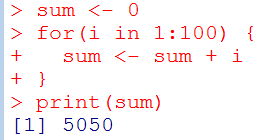 > sum <- 0
> for(i in 1:100) {
+   sum <- sum + i
+ }
> print(sum)
[1] 5050